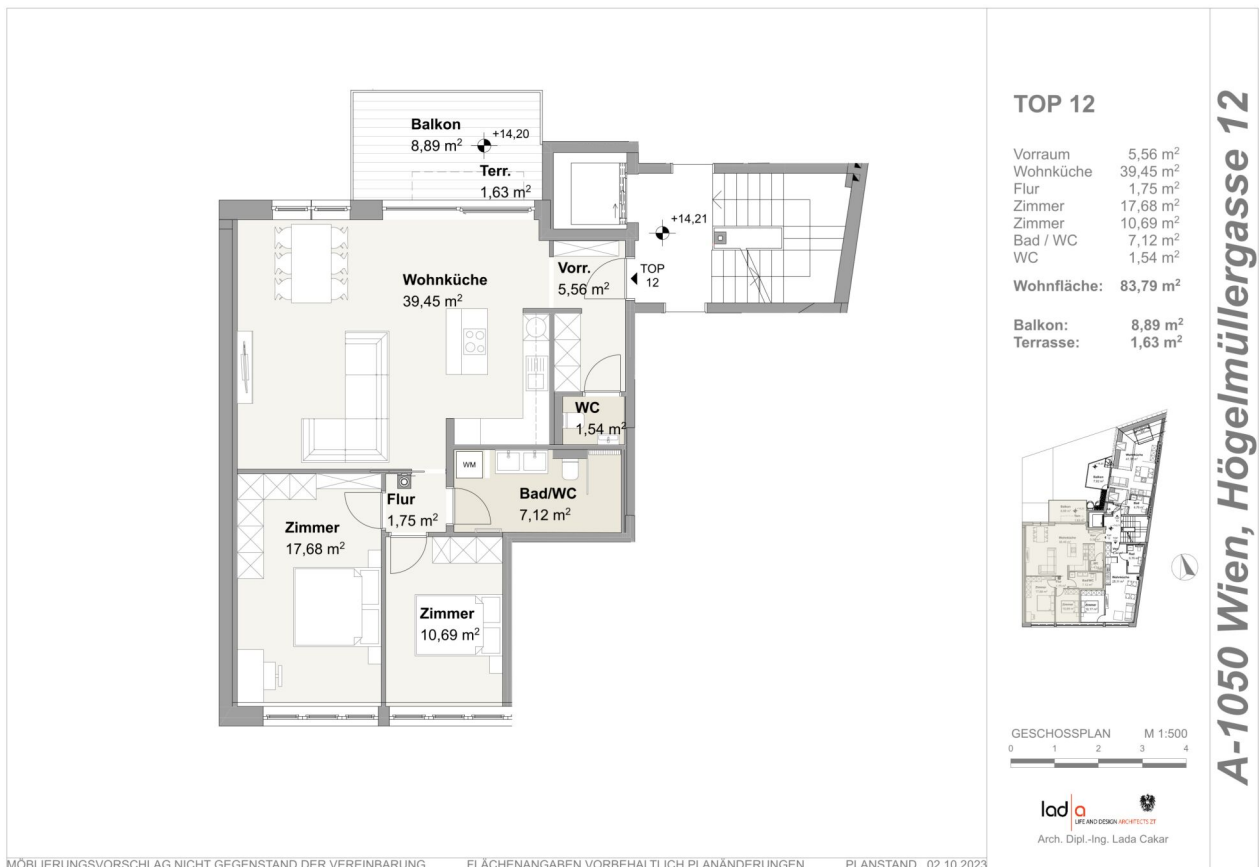 Balkon
8,89 m²
+14,20
Terr.
1,63 m²
+14,21
Wohnküche
39,45 m²
Vorr.
5,56 m²
TOP
12
WC
1,54 m²
WM
Bad/WC
7,12 m²
Flur
1,75 m²
Zimmer
17,68 m²
Zimmer
10,69 m²
TOP 12
Vorraum 5,56 m²
Wohnküche 39,45 m²
Flur 1,75 m²
Zimmer 17,68 m²
Zimmer 10,69 m²
Bad / WC 7,12 m²
WC 1,54 m²
Wohnfläche: 83,79 m²
Balkon: 8,89 m²
Terrasse: 1,63 m²
GESCHOSSPLAN M 1:500
0 1 2 3 4
lad a
LIFE AND DESIGN ARCHITECTS ZT
Arch. Dipl.-Ing. Lada Cakar
A-1050 Wien, Högelmüllergasse 12
MÖBLIERUNGSVORSCHLAG NICHT GEGENSTAND DER VEREINBARUNG FLÄCHENANGABEN VORBEHALTLICH PLANÄNDERUNGEN PLANSTAND 02.10.2023